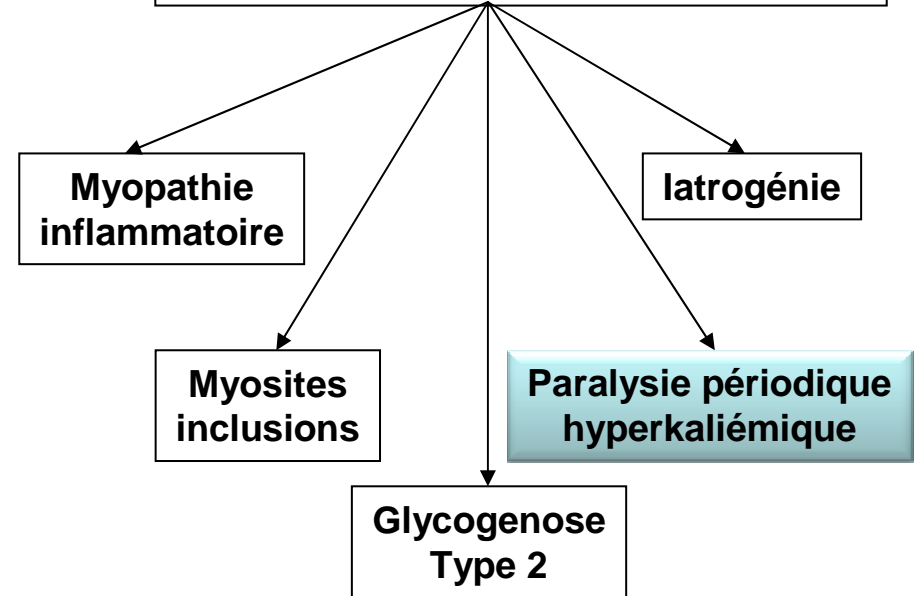 Myopathie
inflammatoire
Iatrogénie
Myosites
inclusions
Paralysie périodique
hyperkaliémique
Glycogenose
Type 2